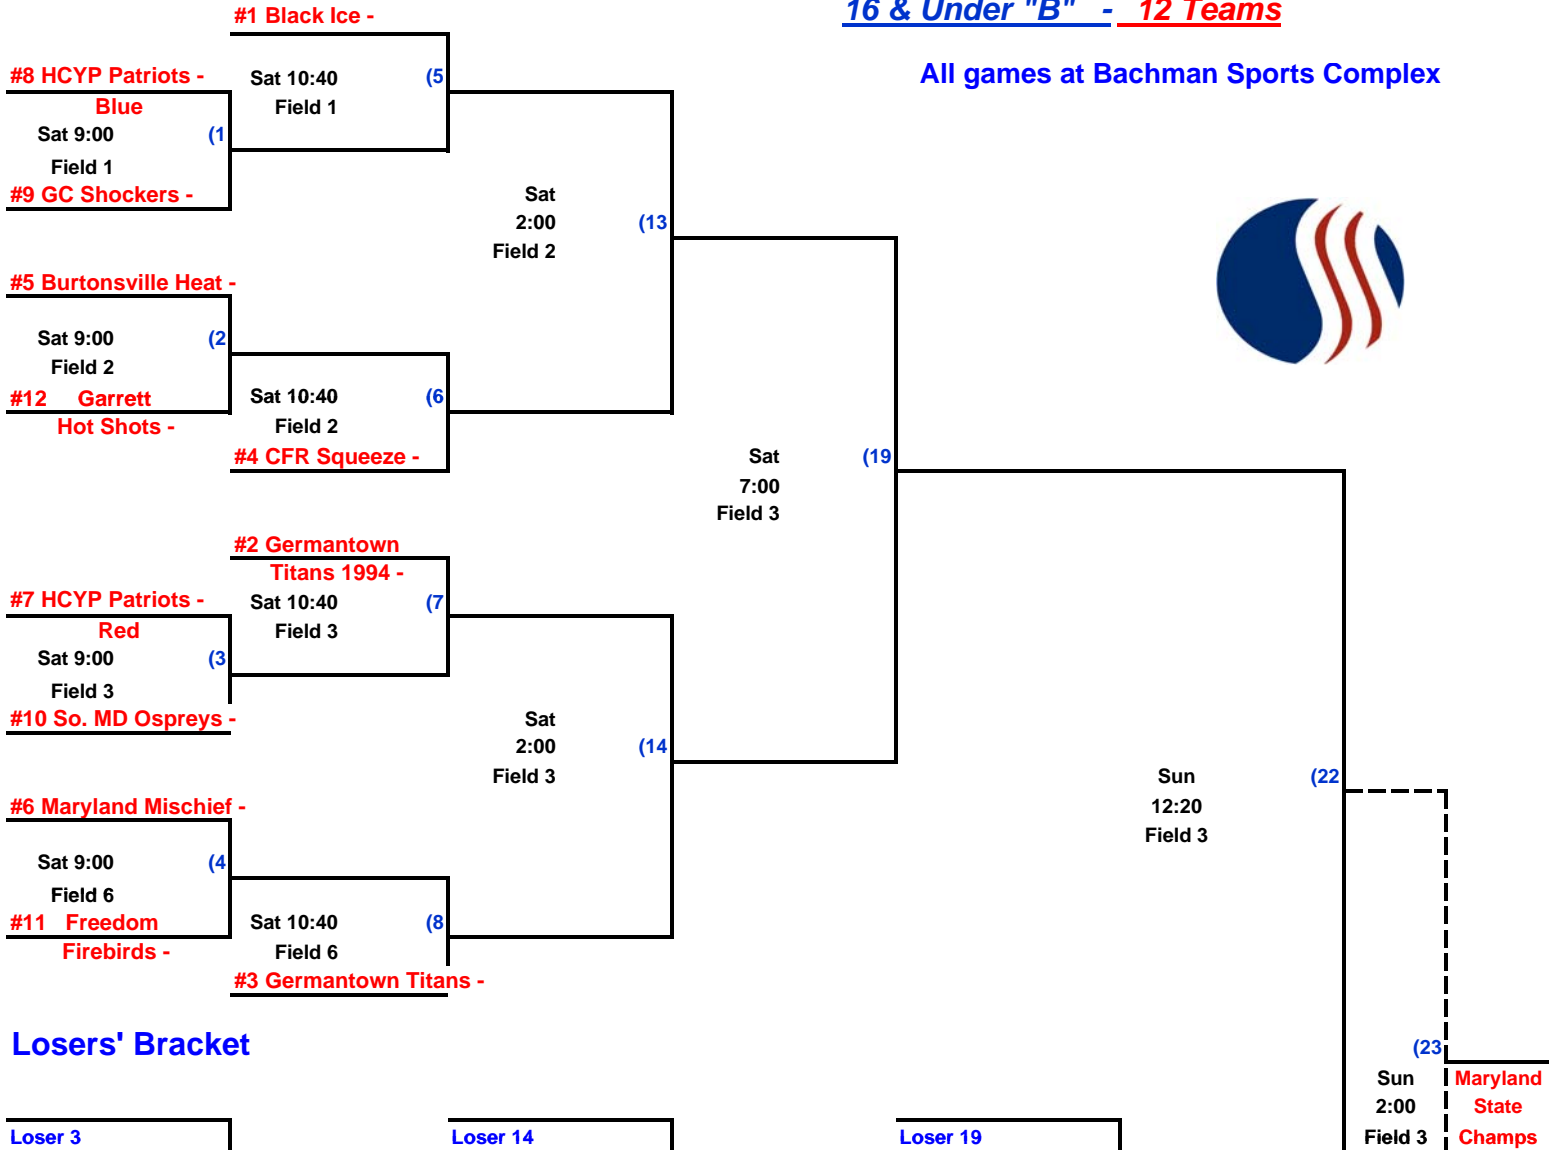 #1 Black Ice -
16 & Under "B" - 12 Teams
#8 HCYP Patriots -
Blue
Sat 10:40 (5
Field 1
All games at Bachman Sports Complex
Sat 9:00 (1
Field 1
#9 GC Shockers -
Sat
2:00 (13
Field 2
#5 Burtonsville Heat -
Sat 9:00 (2
Field 2
#12 Garrett
Hot Shots -
Sat 10:40 (6
Field 2
#4 CFR Squeeze -
Sat (19
7:00
Field 3
#2 Germantown
Titans 1994 -
#7 HCYP Patriots -
Red
Sat 10:40 (7
Field 3
Sat 9:00 (3
Field 3
#10 So. MD Ospreys -
Sat
2:00 (14
Field 3
Sun (22
12:20
Field 3
#6 Maryland Mischief -
Sat 9:00 (4
Field 6
#11 Freedom
Firebirds -
Sat 10:40 (8
Field 6
#3 Germantown Titans -
Losers' Bracket
(23
Sun
2:00
Field 3
Maryland
State
Champs
Loser 3
Loser 14
Loser 19